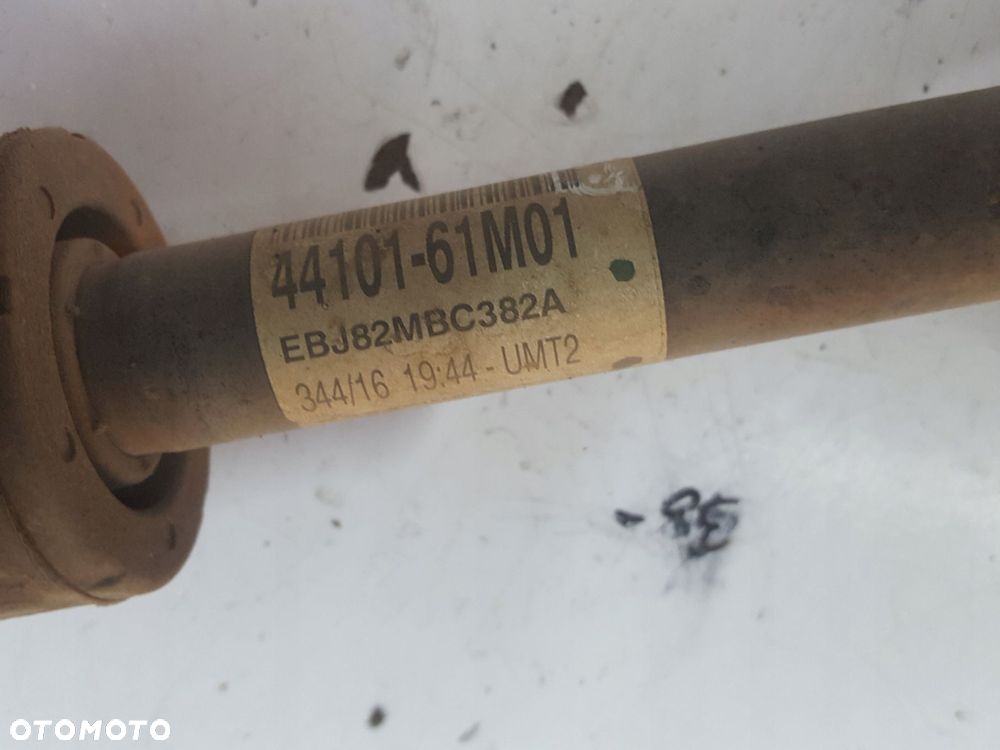 44101-61M01
EBJ82MBC382A
344/16 19:44 - UMT2
OTOMOTO